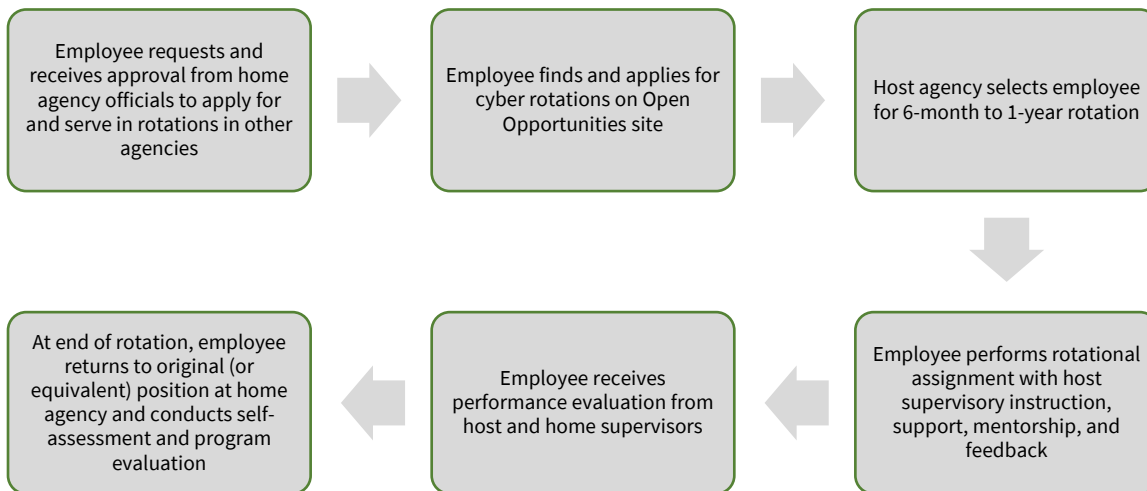 Employee requests and
receives approval from home
agency officials to apply for
and serve in rotations in other
agencies
Employee finds and applies for
cyber rotations on Open
Opportunities site
Host agency selects employee
for 6-month to 1-year rotation
Employee performs rotational
assignment with host
supervisory instruction,
support, mentorship, and
feedback
Employee receives
performance evaluation from
host and home supervisors
At end of rotation, employee
returns to original (or
equivalent) position at home
agency and conducts self-
assessment and program
evaluation